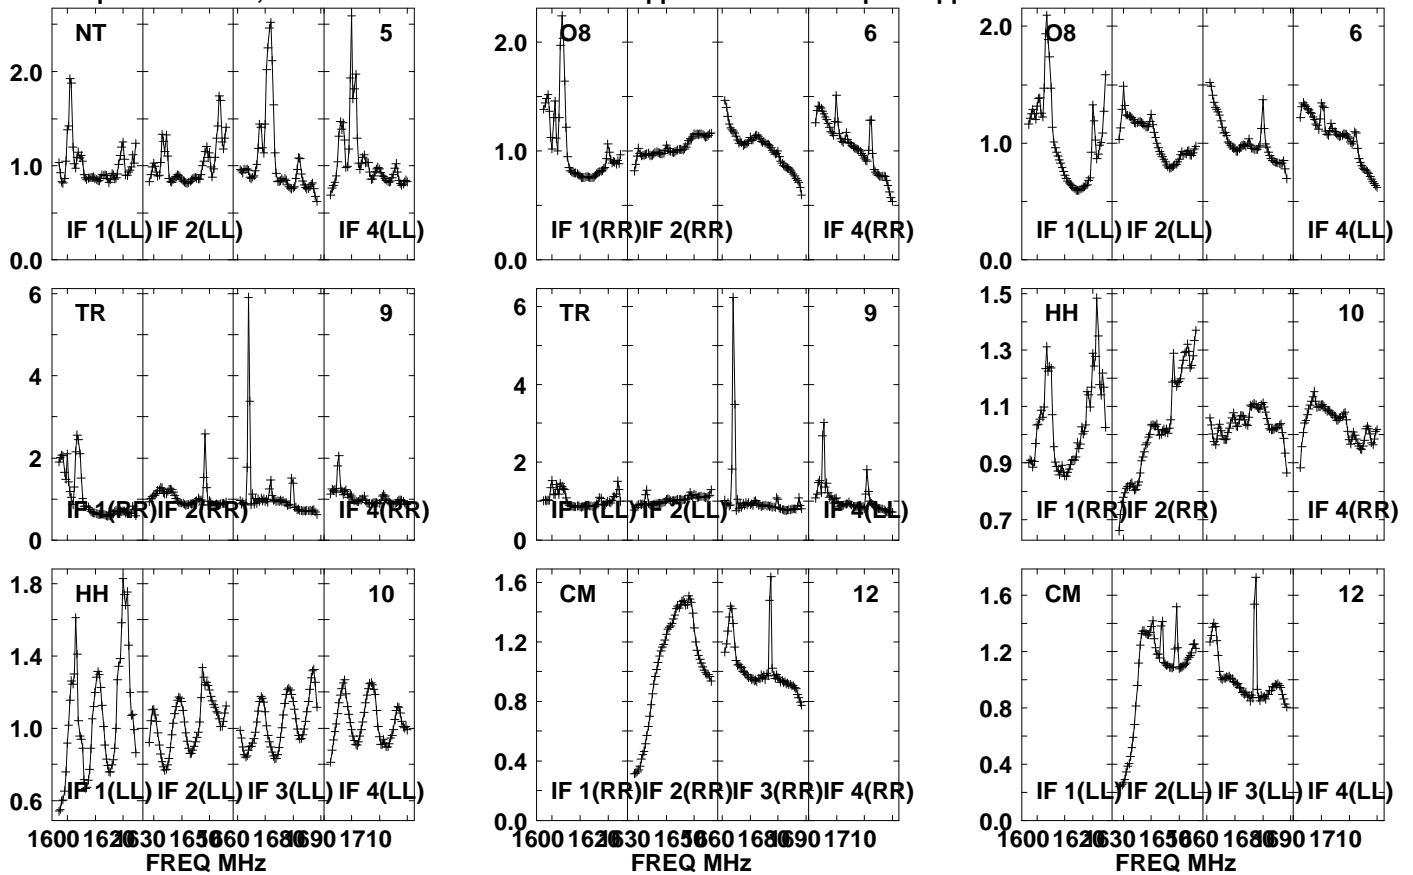 NT 5
2.0
1.0
0.0
IF 1(LL) IF 2(LL) IF 4(LL)
O8 6
2.0
1.0
0.0
IF 1(RR) IF 2(RR) IF 4(RR)
O8 6
2.0
1.0
0.0
IF 1(LL) IF 2(LL) IF 4(LL)
TR 9
6
4
2
0
IF 1(RR) IF 2(RR) IF 4(RR)
TR 9
6
4
2
0
IF 1(LL) IF 2(LL) IF 4(LL)
HH 10
1.5
1.3
1.1
0.9
0.7
IF 1(RR) IF 2(RR) IF 4(RR)
HH 10
1.8
1.4
1.0
0.6
IF 1(LL) IF 2(LL) IF 3(LL) IF 4(LL)
1600 1620 1630 1650 1660 1680 1690 1710
FREQ MHz
CM 12
1.6
1.2
0.8
0.4
0.0
IF 1(RR) IF 2(RR) IF 3(RR) IF 4(RR)
1600 1620 1630 1650 1660 1680 1690 1710
CM 12
1.6
1.2
0.8
0.4
0.0
IF 1(LL) IF 2(LL) IF 3(LL) IF 4(LL)
1600 1620 1630 1650 1660 1680 1690 1710
FREQ MHz